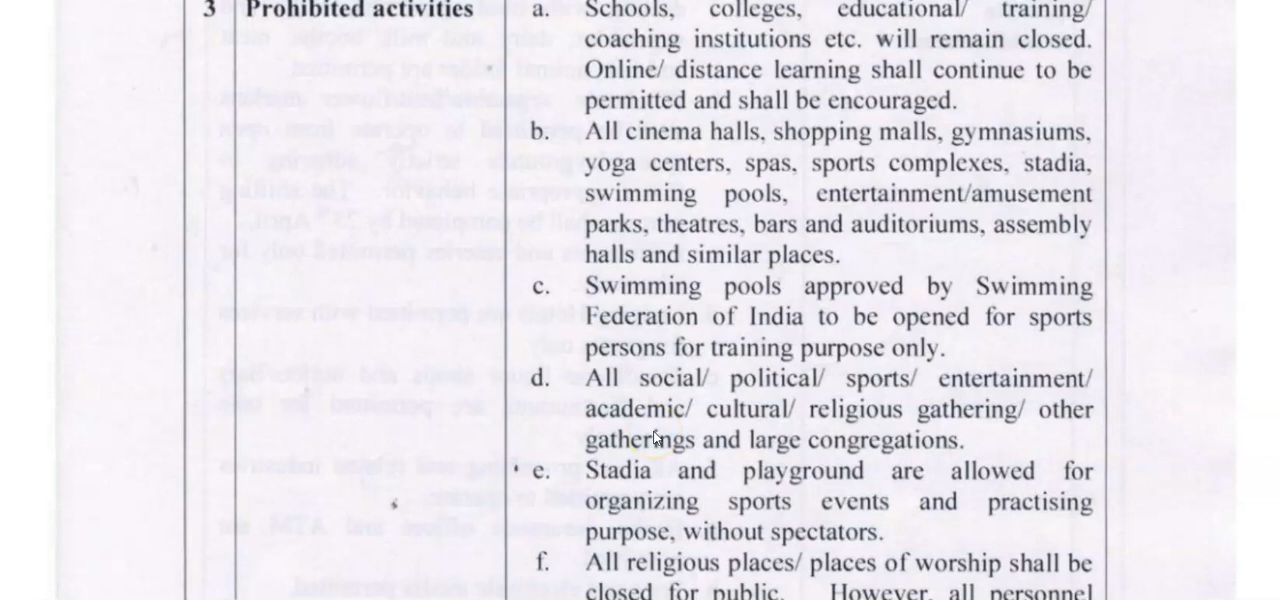 3 Prohibited activities a. Schools, colleges, educational/ training/
coaching institutions etc. will remain closed.
Online/ distance learning shall continue to be
permitted and shall be encouraged.
b. All cinema halls, shopping malls, gymnasiums,
yoga centers, spas, sports complexes, stadia,
swimming pools, entertainment/amusement
parks, theatres, bars and auditoriums, assembly
halls and similar places.
c. Swimming pools approved by Swimming
Federation of India to be opened for sports
persons for training purpose only.
d. All social/ political/ sports/ entertainment/
academic/ cultural/ religious gathering/ other
gatherings and large congregations.
e. Stadia and playground are allowed for
organizing sports events and practising
purpose, without spectators.
f. All religious places/ places of worship shall be
closed for public. However, all personnel